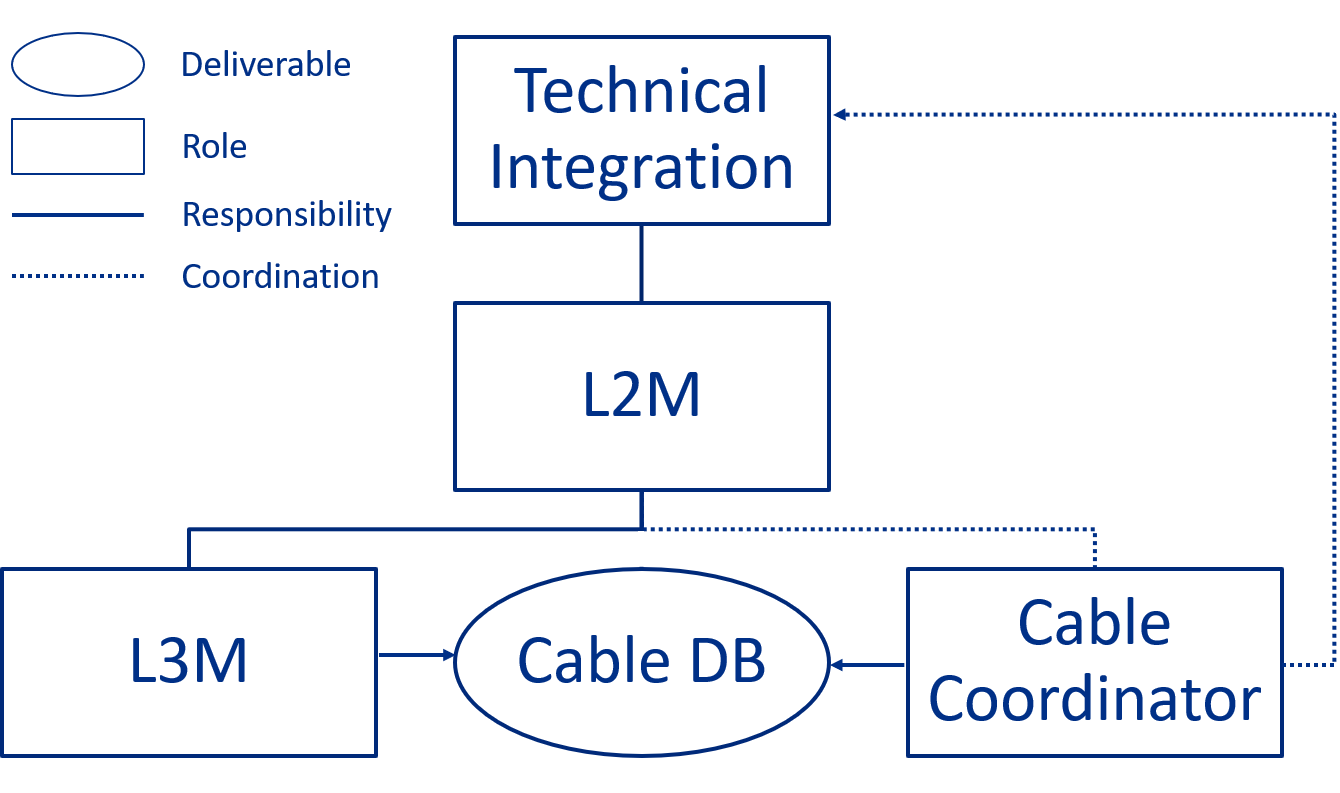 Deliverable
Role
Responsibility
Coordination
Technical
Integration
L2M
L3M
Cable DB
Cable
Coordinator